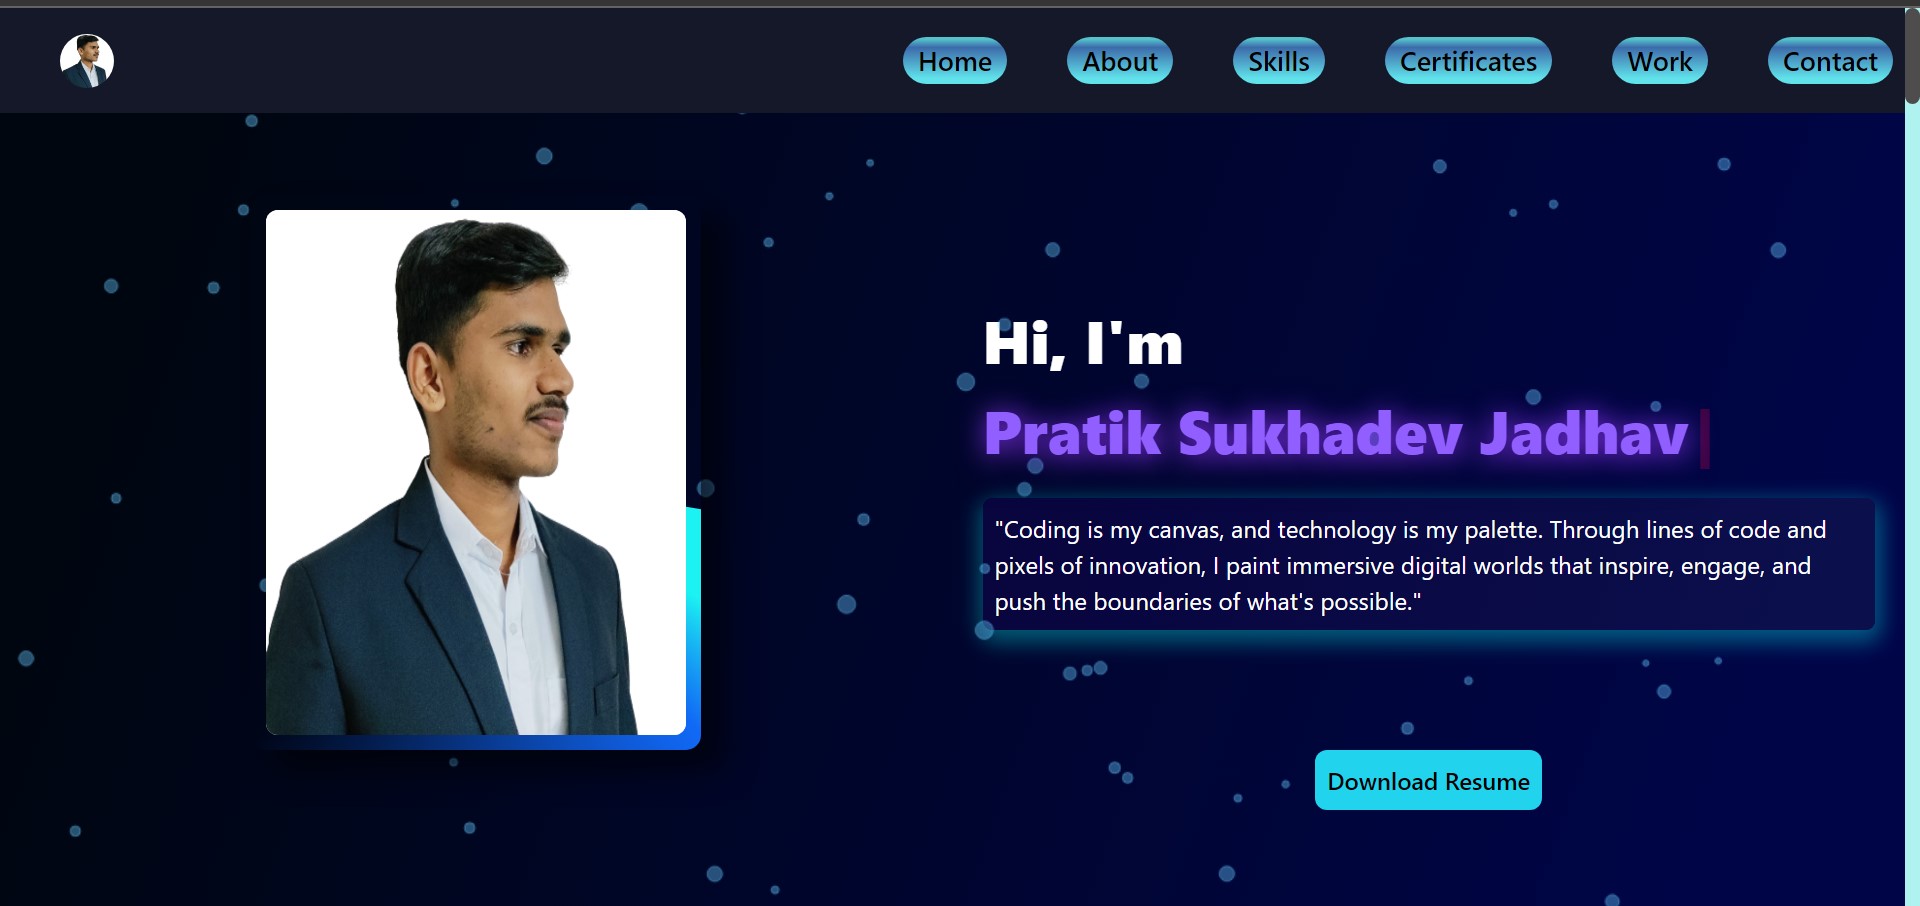 Home About Skills Certificates Work Contact
Hi, I'm
Pratik Sukhadev Jadhav
"Coding is my canvas, and technology is my palette. Through lines of code and
pixels of innovation, I paint immersive digital worlds that inspire, engage, and
push the boundaries of what's possible."
Download Resume